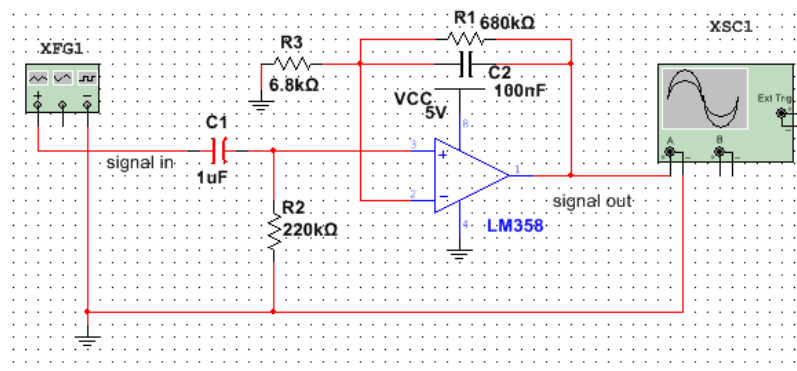 XFG1
+
−
R3
6.8kΩ
R1 680kΩ
C2
100nF
VCC
5V
8
XSC1
Ext Trig
A
B
+
−
+
−
+
−
C1
1uF
signal in
3
2
+
−
1
4
LM358
signal out
R2
220kΩ